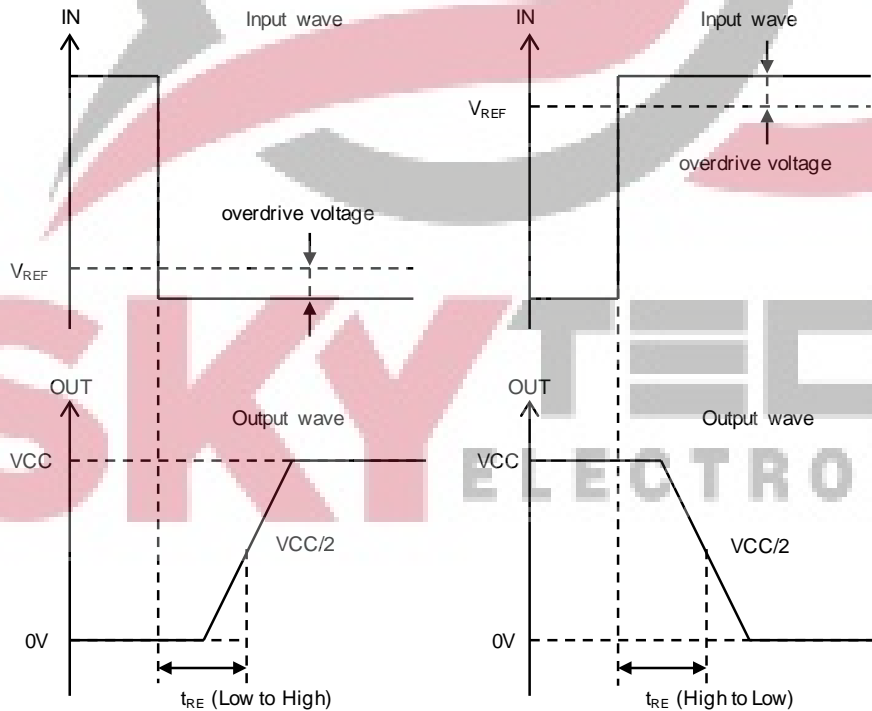 IN
Input wave
overdrive voltage
VREF
OUT
Output wave
VCC
VCC/2
0V
tRE (Low to High)
IN
Input wave
VREF
overdrive voltage
OUT
Output wave
VCC
VCC/2
0V
tRE (High to Low)
SKY
TEC
ELECTRO